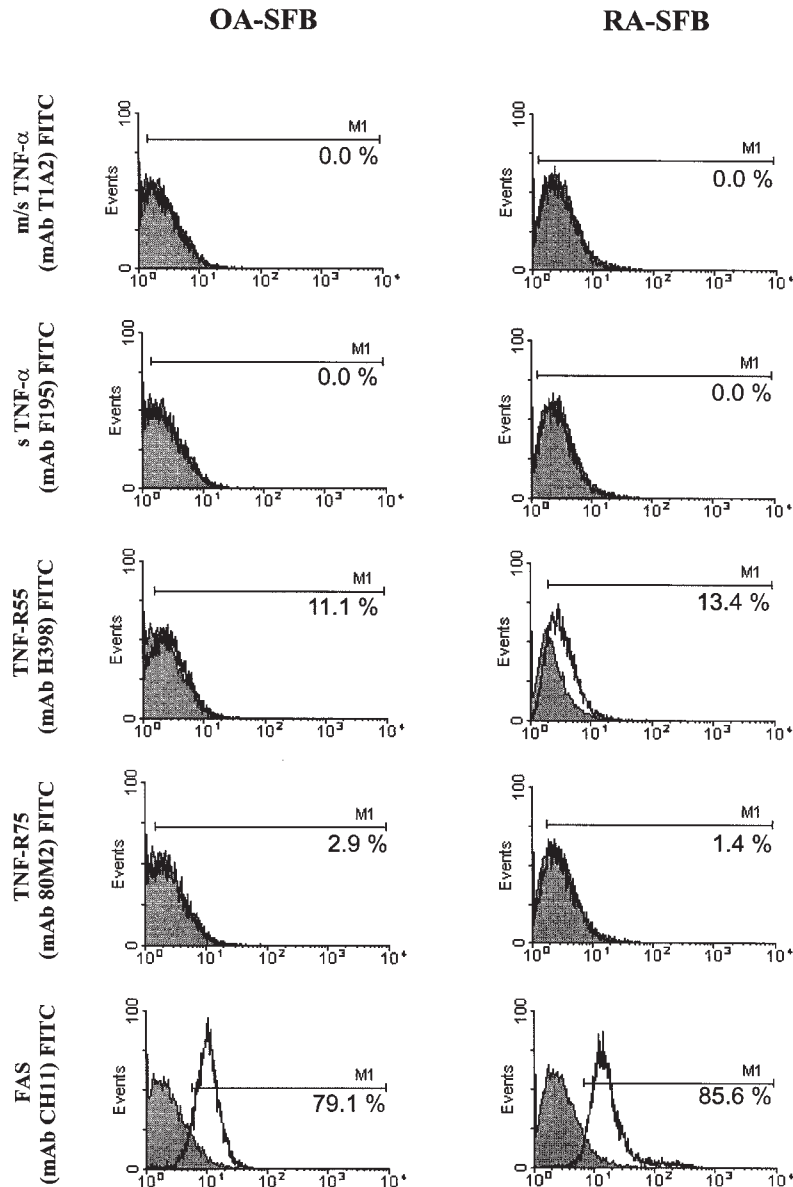 OA-SFB RA-SFB
m/s TNF-α
(mAb T1A2) FITC
100
Events
0
M1
0.0 %
10⁰ 10¹ 10² 10³ 10⁴
100
Events
0
M1
0.0 %
10⁰ 10¹ 10² 10³ 10⁴
s TNF-α
(mAb F195) FITC
100
Events
0
M1
0.0 %
10⁰ 10¹ 10² 10³ 10⁴
100
Events
0
M1
0.0 %
10⁰ 10¹ 10² 10³ 10⁴
TNF-R55
(mAb H398) FITC
100
Events
0
M1
11.1 %
10⁰ 10¹ 10² 10³ 10⁴
100
Events
0
M1
13.4 %
10⁰ 10¹ 10² 10³ 10⁴
TNF-R75
(mAb 80M2) FITC
100
Events
0
M1
2.9 %
10⁰ 10¹ 10² 10³ 10⁴
100
Events
0
M1
1.4 %
10⁰ 10¹ 10² 10³ 10⁴
FAS
(mAb CH11) FITC
100
Events
0
M1
79.1 %
10⁰ 10¹ 10² 10³ 10⁴
100
Events
0
M1
85.6 %
10⁰ 10¹ 10² 10³ 10⁴